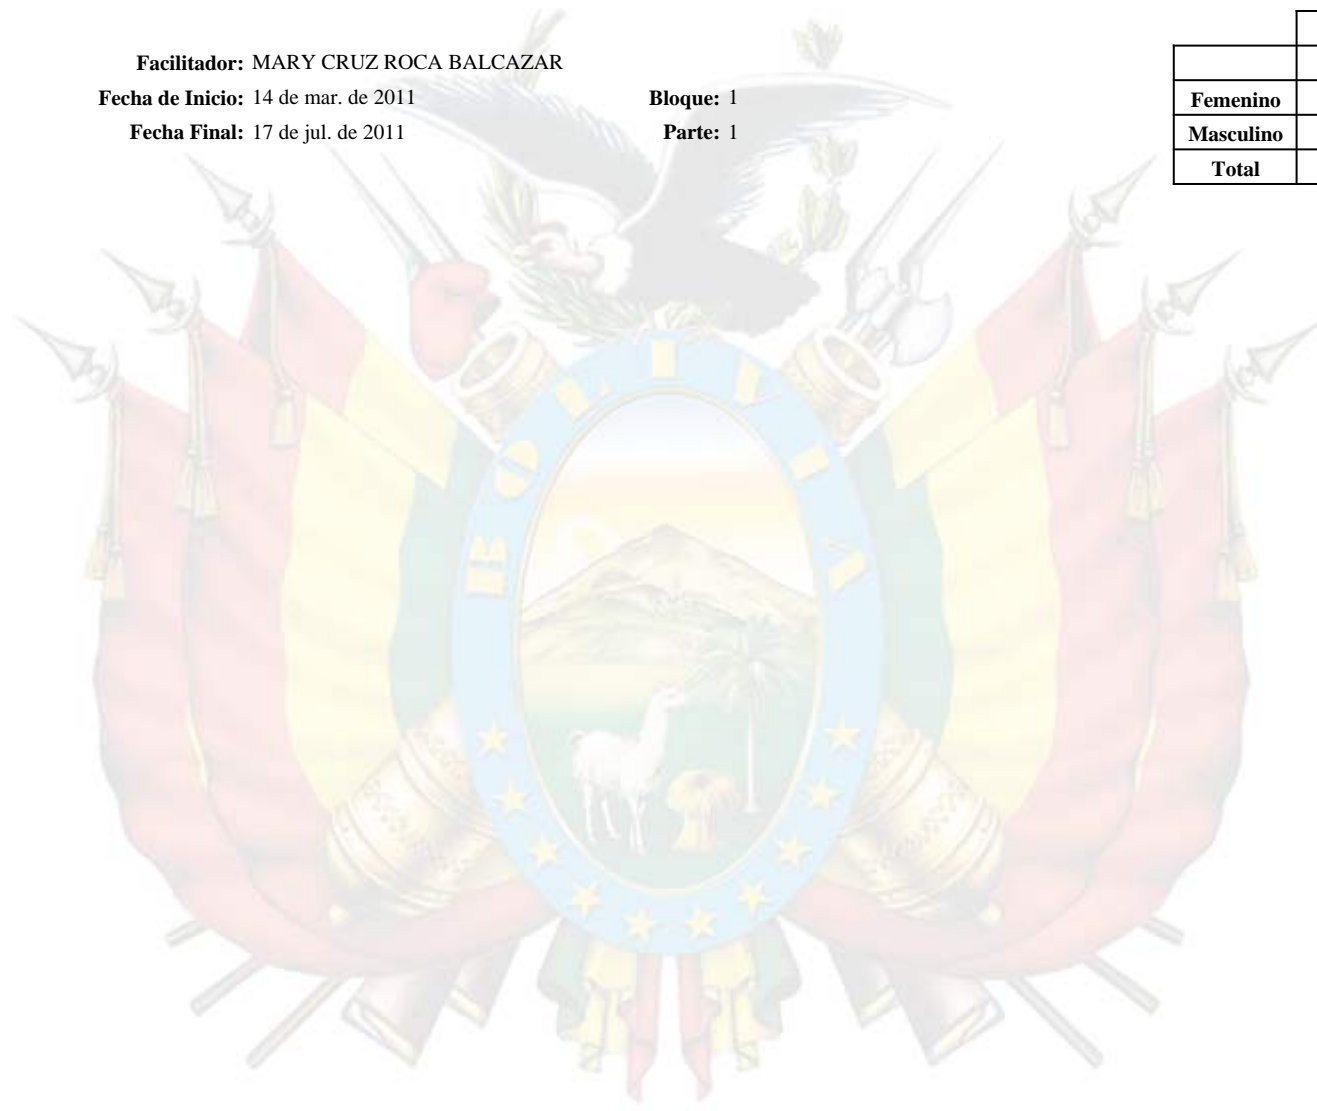 Facilitador: MARY CRUZ ROCA BALCAZAR
Fecha de Inicio: 14 de mar. de 2011 Bloque: 1
Fecha Final: 17 de jul. de 2011 Parte: 1
Femenino
Masculino
Total
BOLIVIA